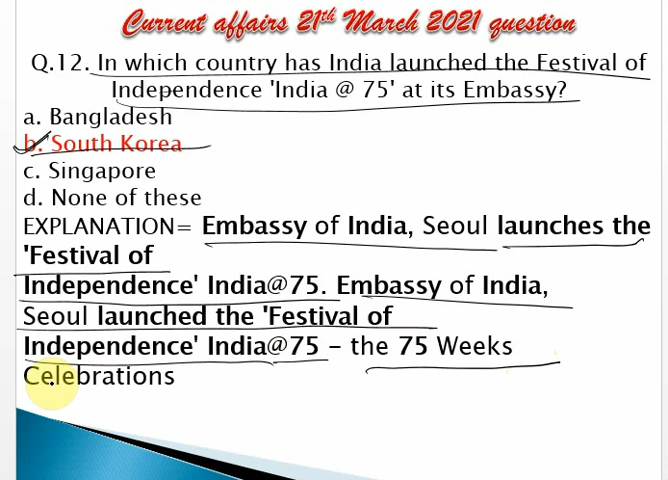 Current affairs 21st March 2021 question
Q.12. In which country has India launched the Festival of
Independence 'India @ 75' at its Embassy?
a. Bangladesh
b. South Korea
c. Singapore
d. None of these
EXPLANATION= Embassy of India, Seoul launches the
'Festival of
Independence' India@75. Embassy of India,
Seoul launched the 'Festival of
Independence' India@75 – the 75 Weeks
Celebrations